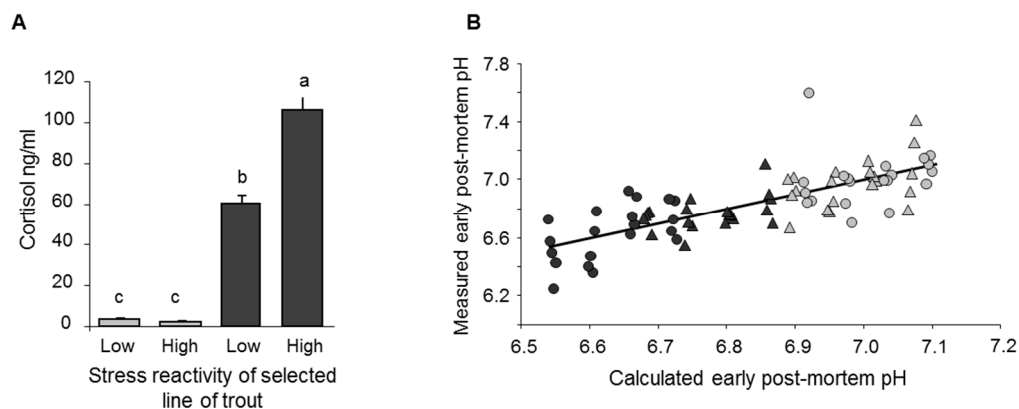 A
120
100
80
60
40
20
0
Cortisol ng/ml
c
c
b
a
Low
High
Low
High
Stress reactivity of selected
line of trout
B
7.8
7.4
7.0
6.6
6.2
Measured early post-mortem pH
6.5
6.6
6.7
6.8
6.9
7.0
7.1
7.2
Calculated early post-mortem pH